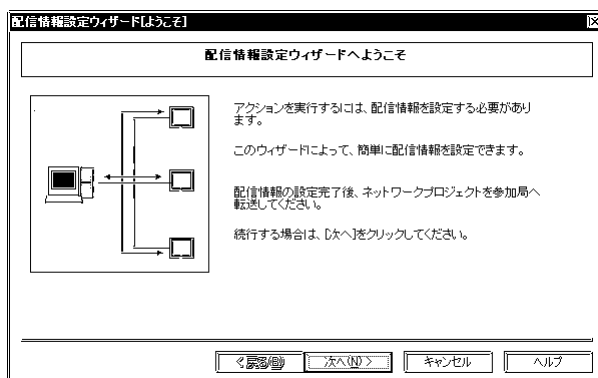 配信情報設定ウィザード[ようこそ]
配信情報設定ウィザードへようこそ
アクションを実行するには、配信情報を設定する必要があり
ます。
このウィザードによって、簡単に配信情報を設定できます。
配信情報の設定完了後、ネットワークプロジェクトを参加局へ
転送してください。
続行する場合は、[次へ]をクリックしてください。
< 戻る(B)
次へ(N) >
キャンセル
ヘルプ